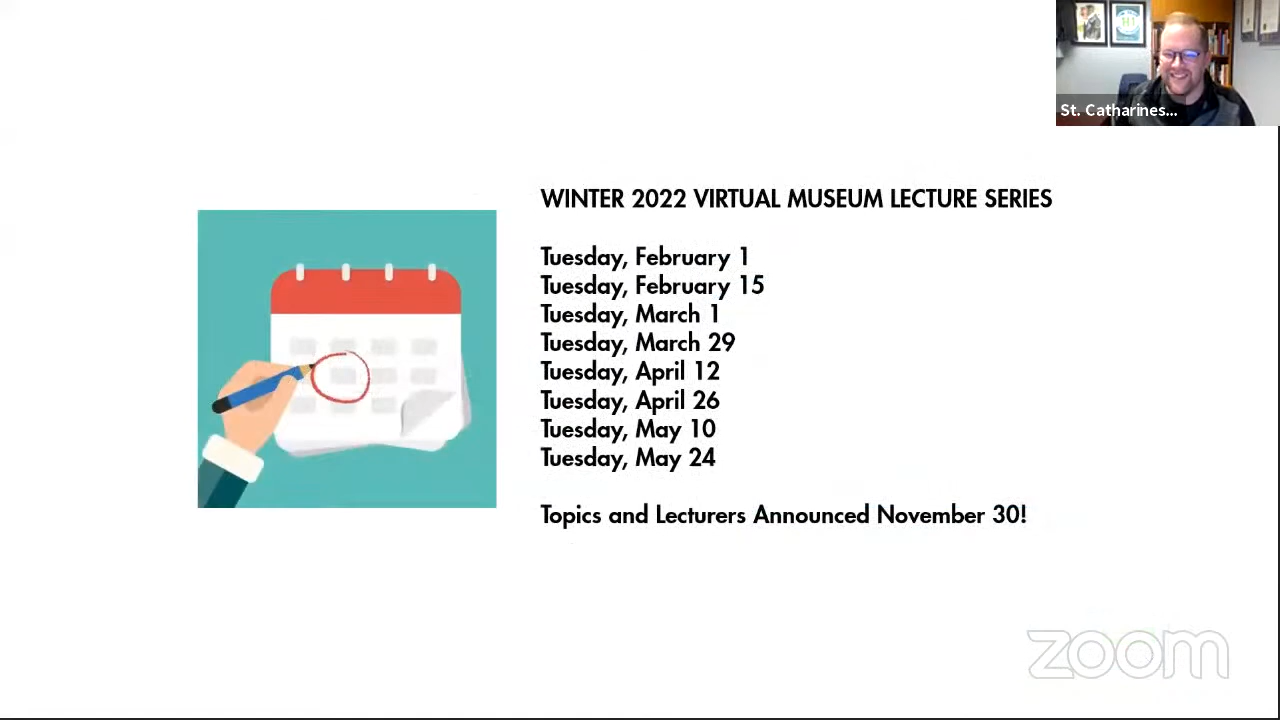 St. Catharines...
WINTER 2022 VIRTUAL MUSEUM LECTURE SERIES
Tuesday, February 1
Tuesday, February 15
Tuesday, March 1
Tuesday, March 29
Tuesday, April 12
Tuesday, April 26
Tuesday, May 10
Tuesday, May 24
Topics and Lecturers Announced November 30!
zoom